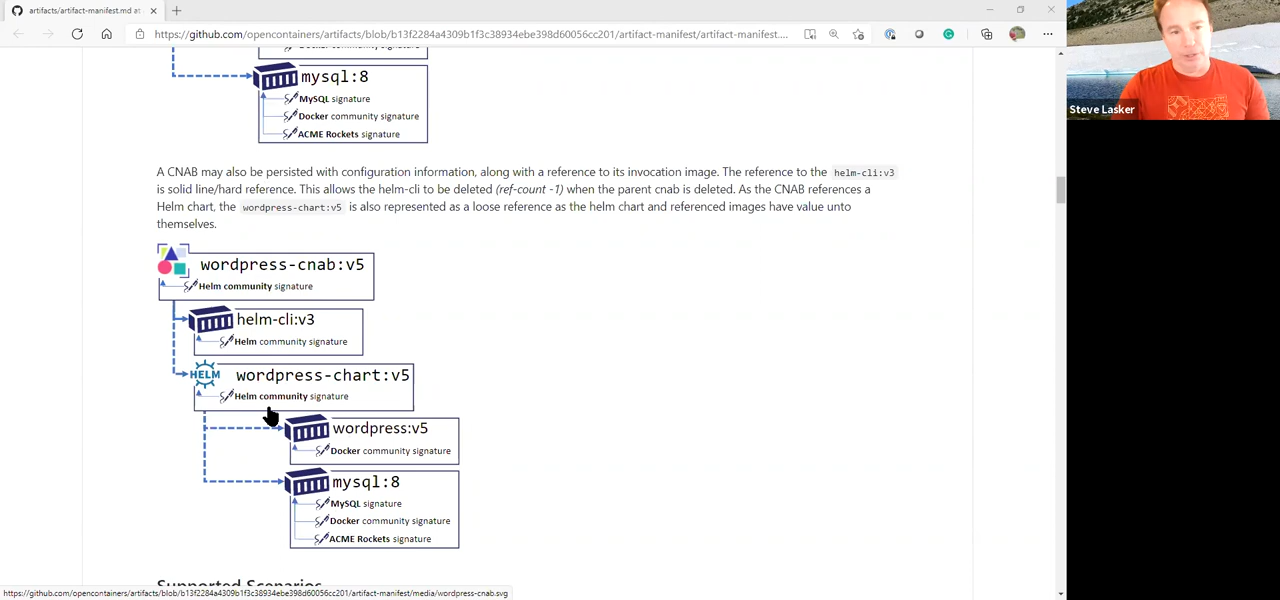 artifacts/artifact-manifest.md at
https://github.com/opencontainers/artifacts/blob/b13f2284a4309b1f3c38934ebe398d60056cc201/artifact-manifest/artifact-manifest....
Steve Lasker
mysql:8
MySQL signature
Docker community signature
ACME Rockets signature
A CNAB may also be persisted with configuration information, along with a reference to its invocation image. The reference to the helm-cli:v3
is solid line/hard reference. This allows the helm-cli to be deleted (ref-count -1) when the parent cnab is deleted. As the CNAB references a
Helm chart, the wordpress-chart:v5 is also represented as a loose reference as the helm chart and referenced images have value unto
themselves.
wordpress-cnab:v5
Helm community signature
helm-cli:v3
Helm community signature
HELM
wordpress-chart:v5
Helm community signature
wordpress:v5
Docker community signature
mysql:8
MySQL signature
Docker community signature
ACME Rockets signature
Supported Scenarios
https://github.com/opencontainers/artifacts/blob/b13f2284a4309b1f3c38934ebe398d60056cc201/artifact-manifest/media/wordpress-cnab.svg